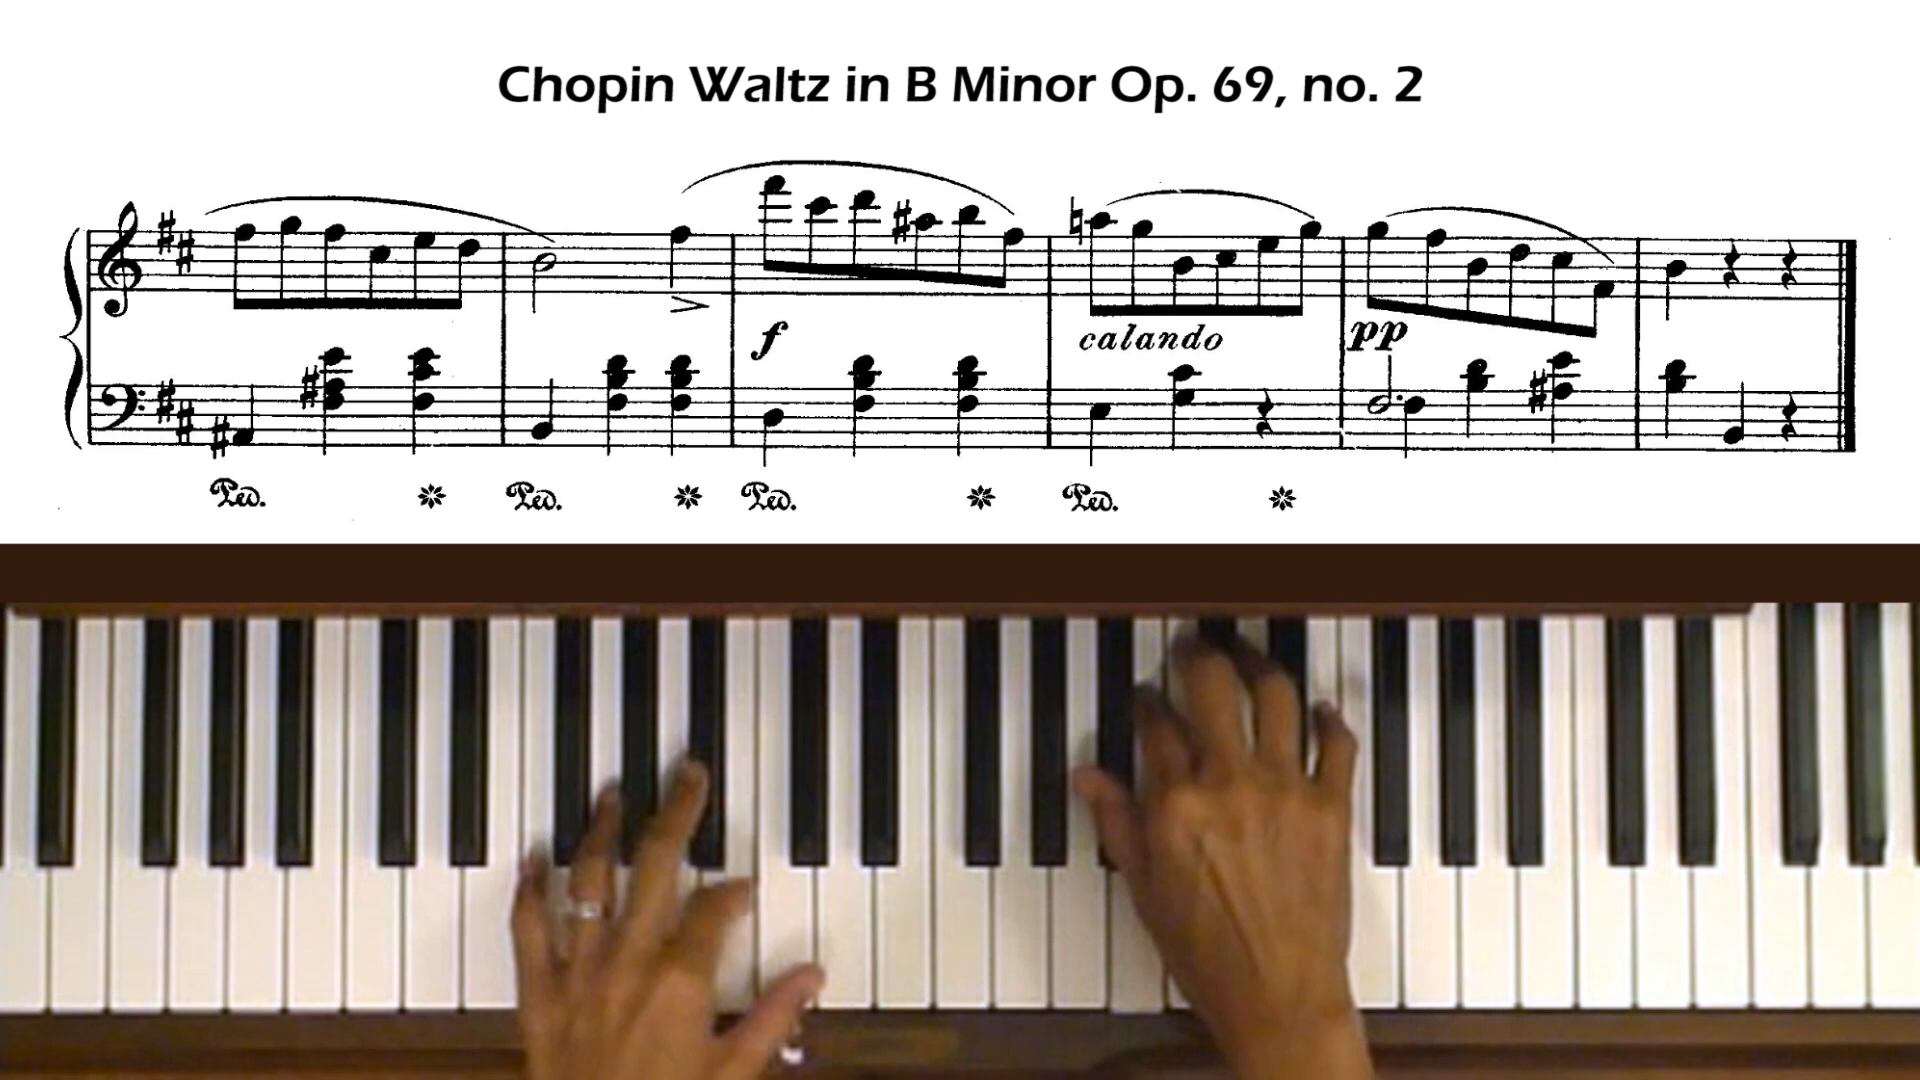 Chopin Waltz in B Minor Op. 69, no. 2
f
calando
pp
Ped. Ped. Ped. Ped.